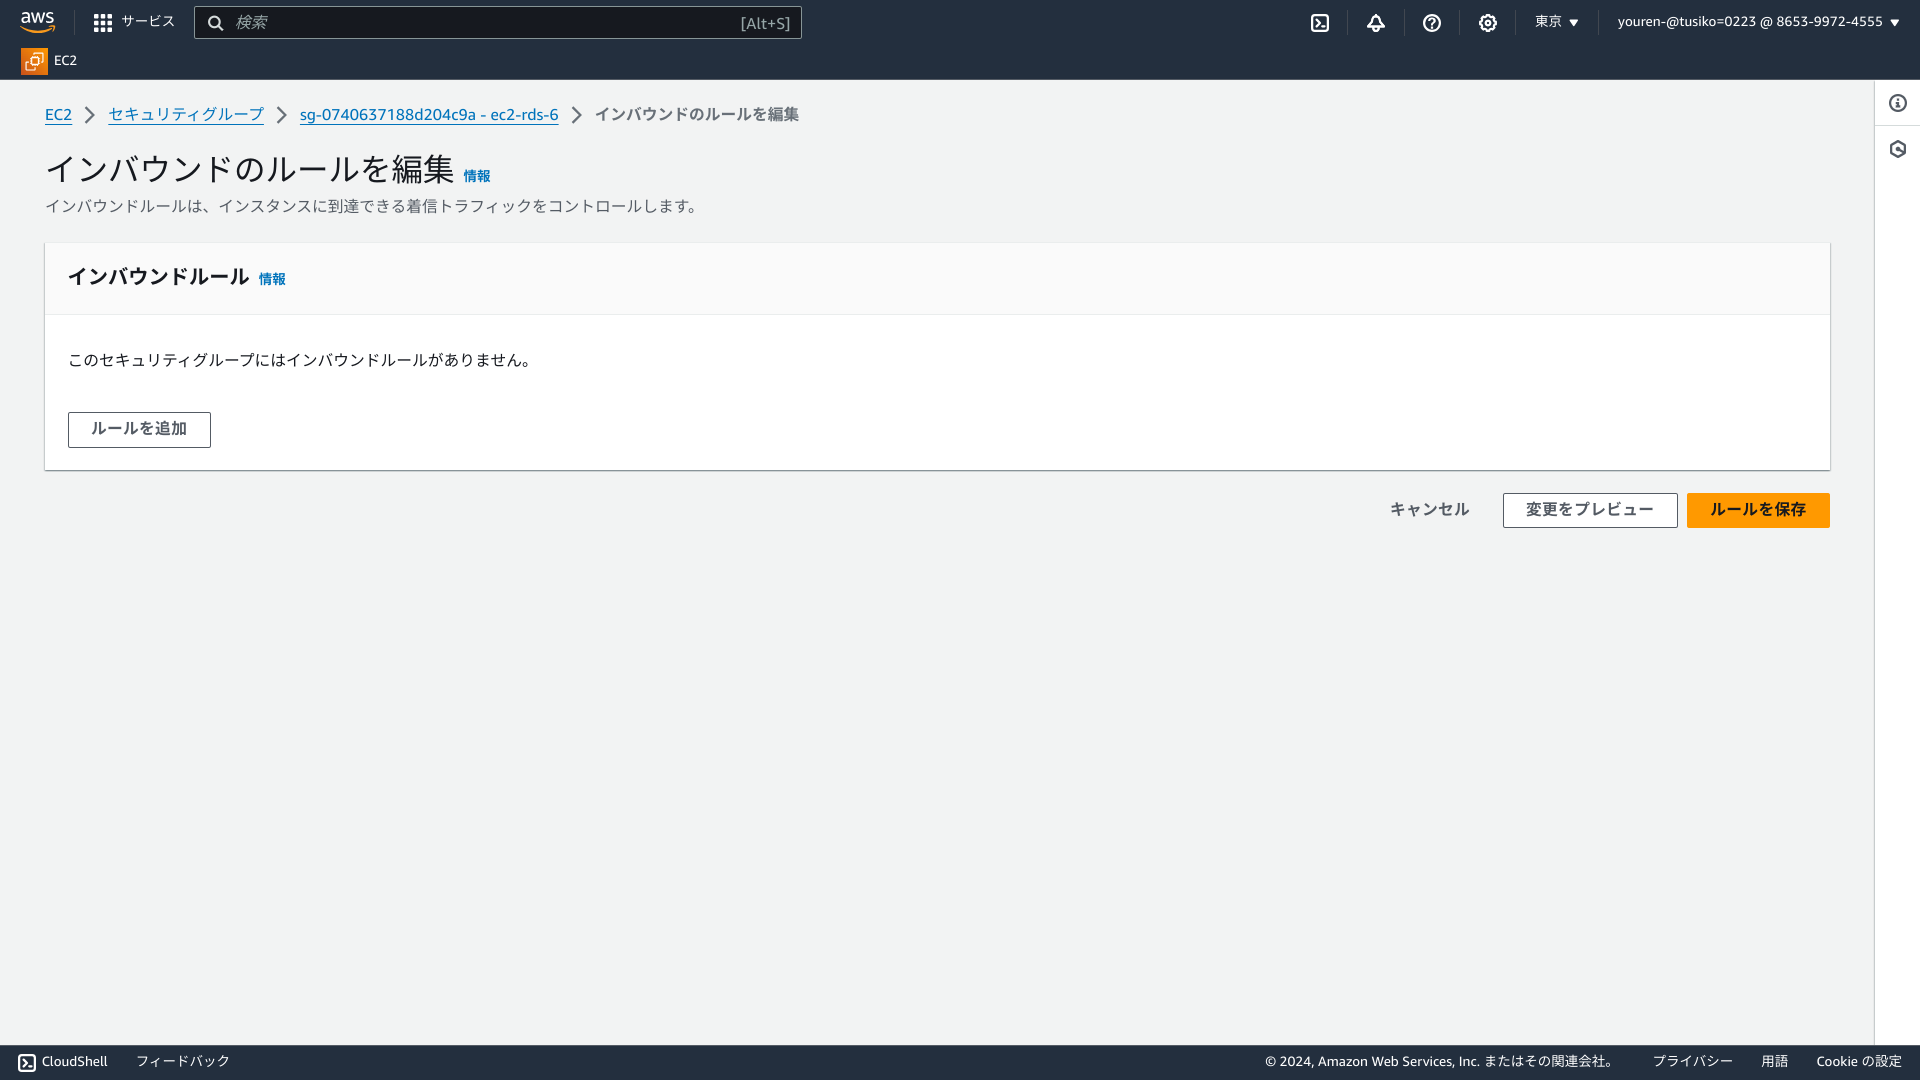 aws
サービス
検索
[Alt+S]
東京
youren-@tusiko=0223 @ 8653-9972-4555
EC2
EC2
セキュリティグループ
sg-0740637188d204c9a - ec2-rds-6
インバウンドのルールを編集
インバウンドのルールを編集 情報
インバウンドルールは、インスタンスに到達できる着信トラフィックをコントロールします。
インバウンドルール 情報
このセキュリティグループにはインバウンドルールがありません。
ルールを追加
キャンセル
変更をプレビュー
ルールを保存
CloudShell
フィードバック
© 2024, Amazon Web Services, Inc. またはその関連会社。
プライバシー
用語
Cookie の設定